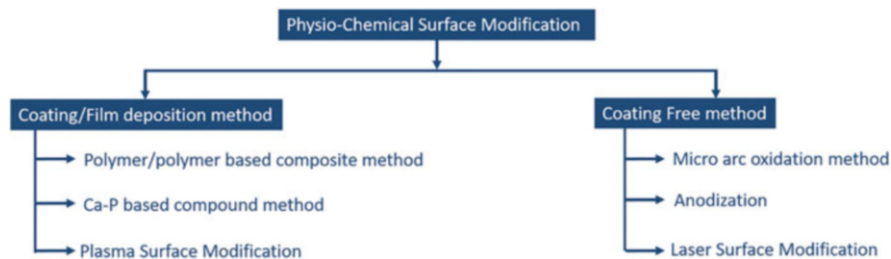 Physio-Chemical Surface Modification
Coating/Film deposition method
Coating Free method
Polymer/polymer based composite method
Micro arc oxidation method
Ca-P based compound method
Anodization
Plasma Surface Modification
Laser Surface Modification